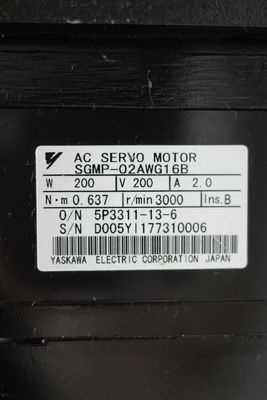 AC SERVO MOTOR
SGMP-02AWG16B
W 200 V 200 A 2.0
N·m 0.637 r/min 3000 Ins. B
O/N 5P3311-13-6
S/N D005Y1177310006
YASKAWA ELECTRIC CORPORATION JAPAN